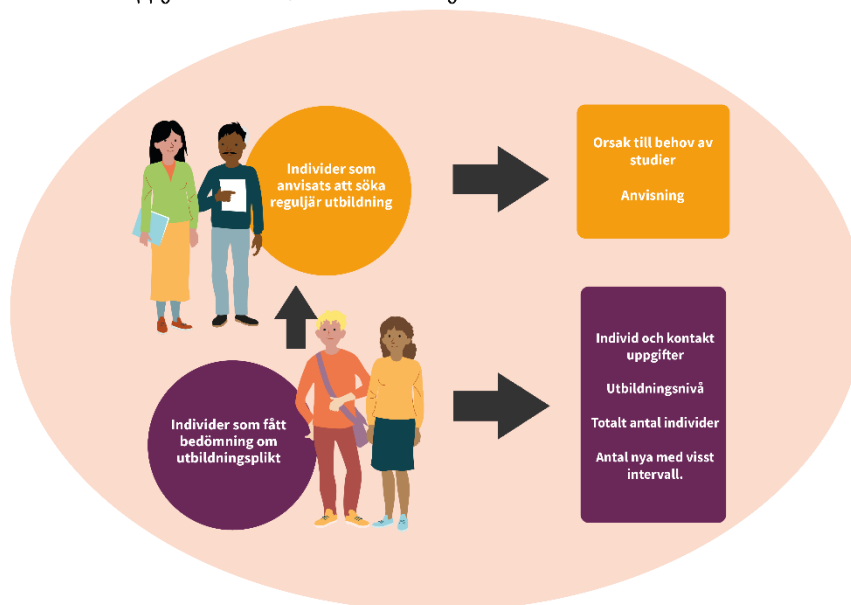 Individer som
anvisats att söka
reguljär utbildning
Orsak till behov av
studier
Anvisning
Individer som fått
bedömning om
utbildningsplikt
Individ och kontakt
uppgifter
Utbildningsnivå
Totalt antal individer
Antal nya med visst
intervall.